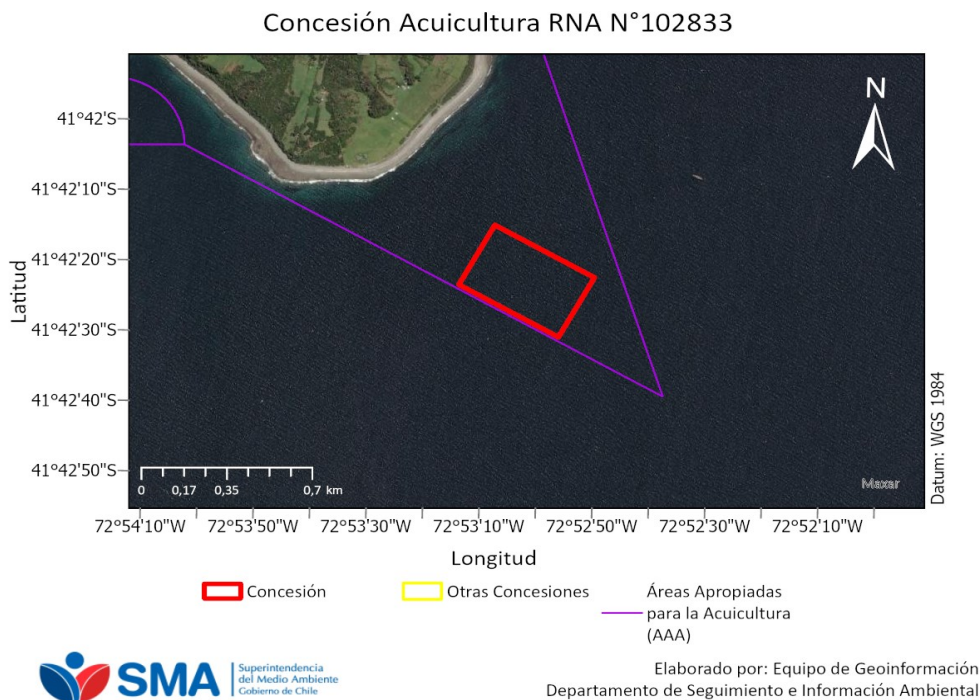 Concesión Acuicultura RNA N°102833
N
41°42'S
41°42'10"S
41°42'20"S
41°42'30"S
41°42'40"S
41°42'50"S
Latitud
0 0,17 0,35 0,7 km
Maxar
Datum: WGS 1984
72°54'10"W 72°53'50"W 72°53'30"W 72°53'10"W 72°52'50"W 72°52'30"W 72°52'10"W
Longitud
Concesión
Otras Concesiones
Áreas Apropiadas
para la Acuicultura
(AAA)
SMA
Superintendencia
del Medio Ambiente
Gobierno de Chile
Elaborado por: Equipo de Geoinformación
Departamento de Seguimiento e Información Ambiental